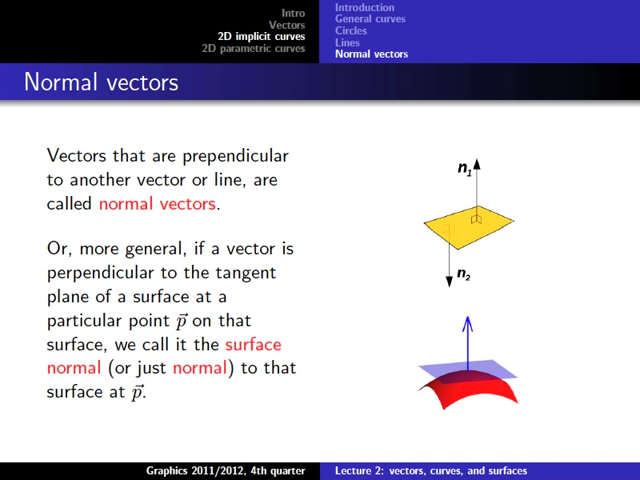 Intro
Vectors
2D implicit curves
2D parametric curves
Introduction
General curves
Circles
Lines
Normal vectors
Normal vectors
Vectors that are prependicular
to another vector or line, are
called normal vectors.
Or, more general, if a vector is
perpendicular to the tangent
plane of a surface at a
particular point p⃗ on that
surface, we call it the surface
normal (or just normal) to that
surface at p⃗.
n₁
n₂
Graphics 2011/2012, 4th quarter
Lecture 2: vectors, curves, and surfaces